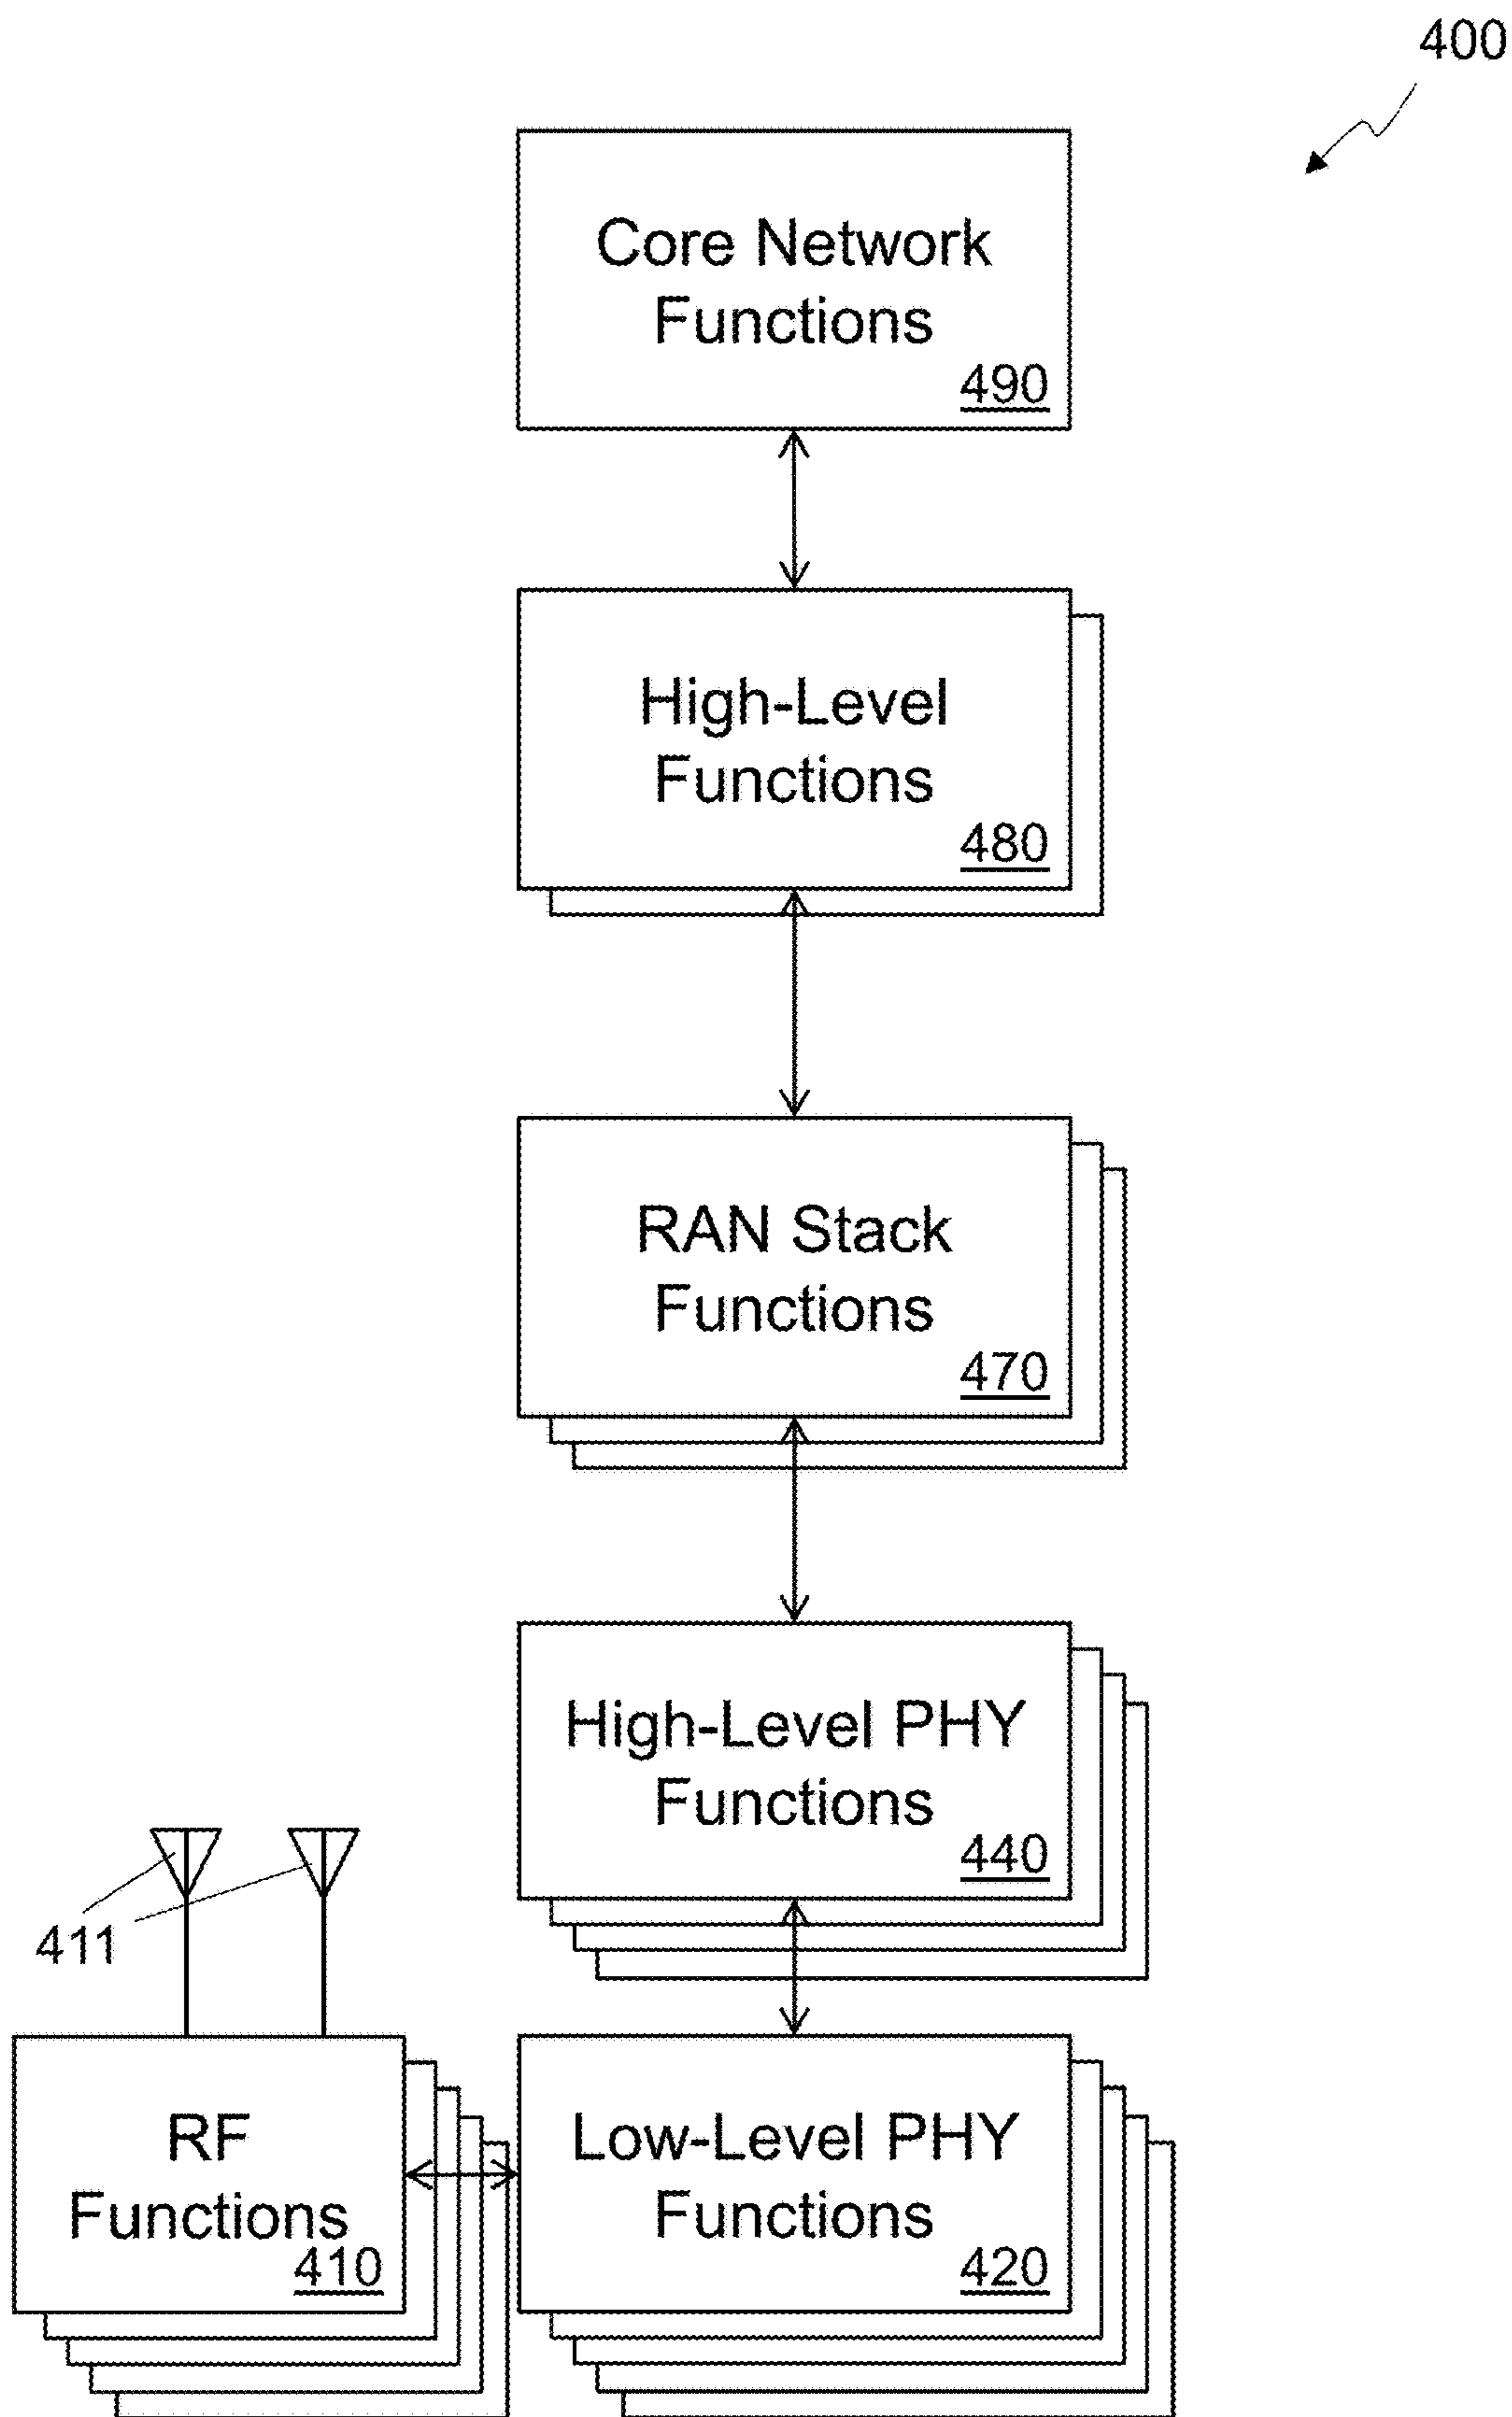 400
Core Network
Functions
490
High-Level
Functions
480
RAN Stack
Functions
470
High-Level PHY
Functions
440
411
RF
Functions
410
Low-Level PHY
Functions
420